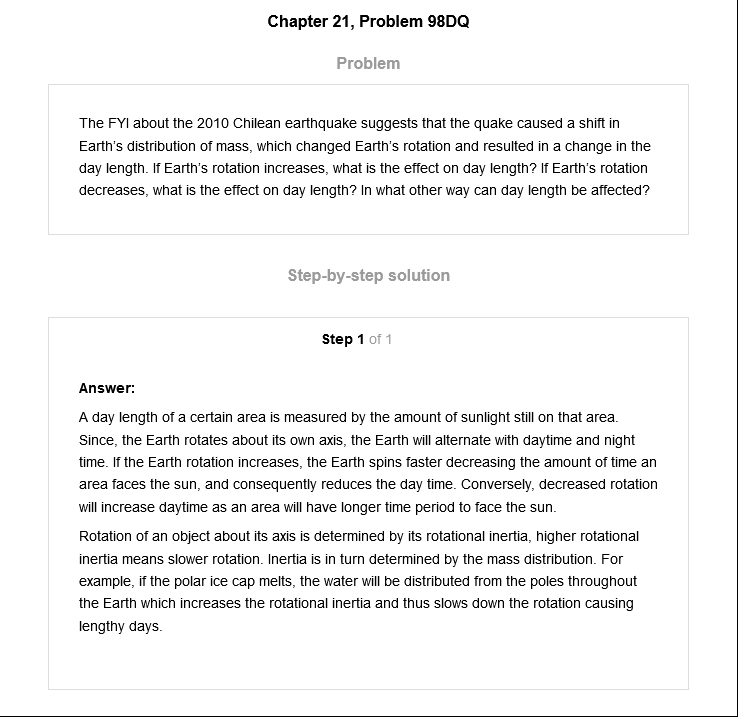 Chapter 21, Problem 98DQ
Problem
The FYI about the 2010 Chilean earthquake suggests that the quake caused a shift in
Earth's distribution of mass, which changed Earth's rotation and resulted in a change in the
day length. If Earth's rotation increases, what is the effect on day length? If Earth's rotation
decreases, what is the effect on day length? In what other way can day length be affected?
Step-by-step solution
Step 1 of 1
Answer:
A day length of a certain area is measured by the amount of sunlight still on that area.
Since, the Earth rotates about its own axis, the Earth will alternate with daytime and night
time. If the Earth rotation increases, the Earth spins faster decreasing the amount of time an
area faces the sun, and consequently reduces the day time. Conversely, decreased rotation
will increase daytime as an area will have longer time period to face the sun.
Rotation of an object about its axis is determined by its rotational inertia, higher rotational
inertia means slower rotation. Inertia is in turn determined by the mass distribution. For
example, if the polar ice cap melts, the water will be distributed from the poles throughout
the Earth which increases the rotational inertia and thus slows down the rotation causing
lengthy days.